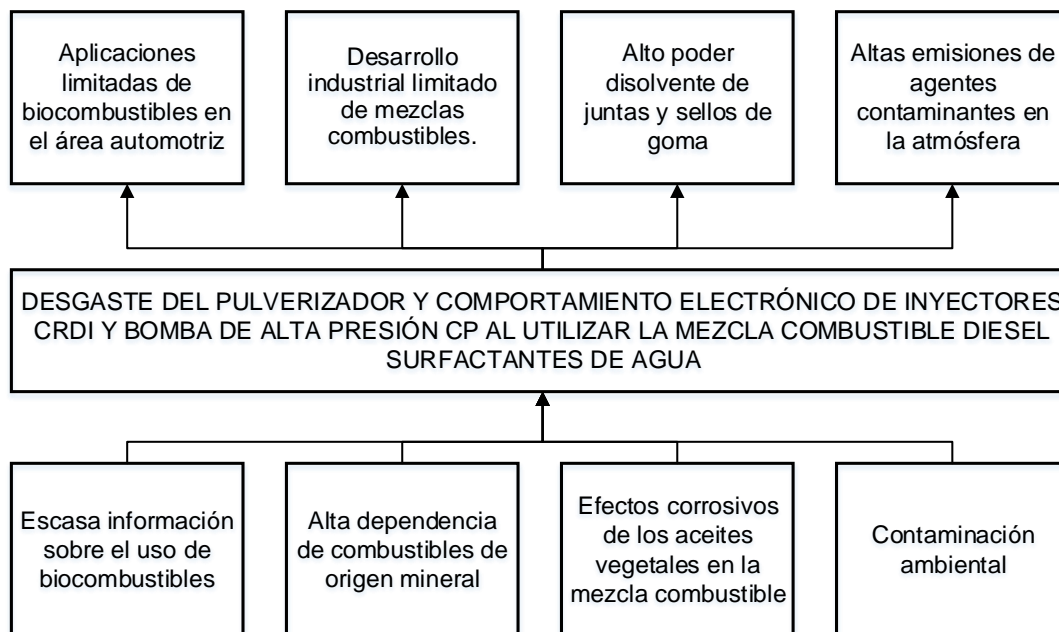 Aplicaciones
limitadas de
biocombustibles en
el área automotriz
Desarrollo
industrial limitado
de mezclas
combustibles.
Alto poder
disolvente de
juntas y sellos de
goma
Altas emisiones de
agentes
contaminantes en
la atmósfera
DESGASTE DEL PULVERIZADOR Y COMPORTAMIENTO ELECTRÓNICO DE INYECTORES
CRDI Y BOMBA DE ALTA PRESIÓN CP AL UTILIZAR LA MEZCLA COMBUSTIBLE DIESEL
SURFACTANTES DE AGUA
Escasa información
sobre el uso de
biocombustibles
Alta dependencia
de combustibles de
origen mineral
Efectos corrosivos
de los aceites
vegetales en la
mezcla combustible
Contaminación
ambiental